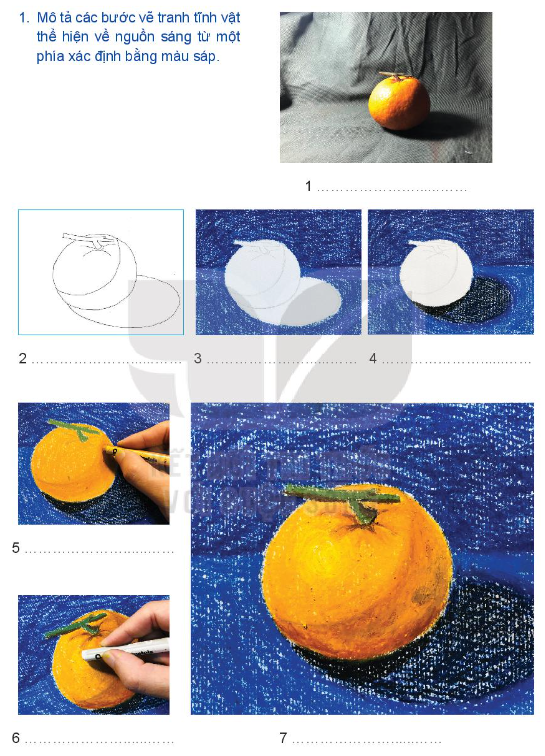 1. Mô tả các bước vẽ tranh tĩnh vật
thể hiện về nguồn sáng từ một
phía xác định bằng màu sáp.
1 ..............................
2 ..............................
3 ..............................
4 ..............................
5 ..............................
6 ..............................
7 ..............................